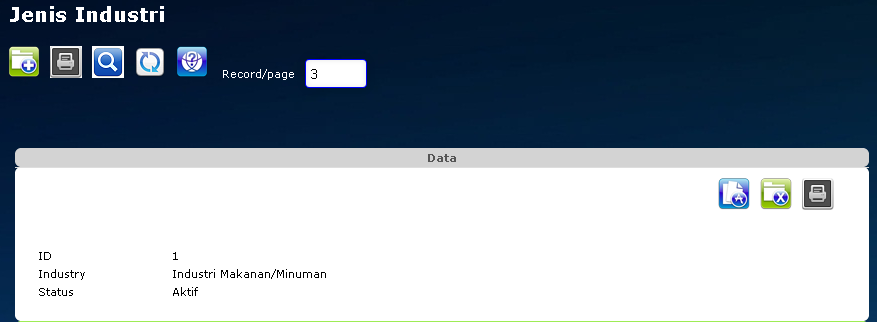 Jenis Industri
Record/page 3
Data
ID 1
Industry Industri Makanan/Minuman
Status Aktif